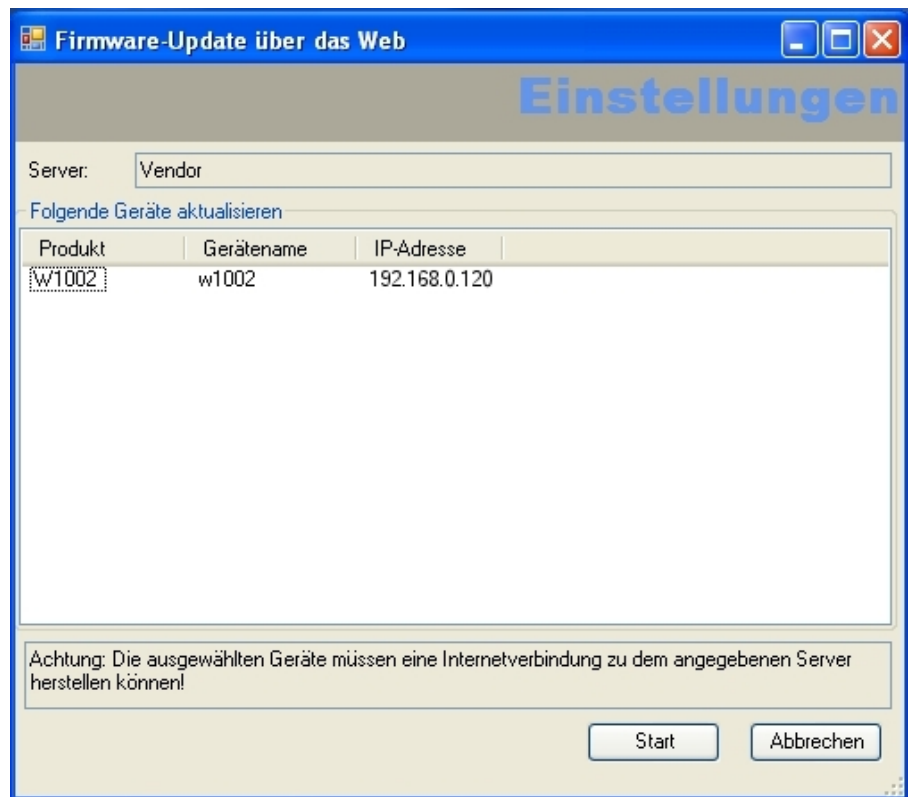 Firmware-Update über das Web
Einstellungen
Server: Vendor
Folgende Geräte aktualisieren
Produkt Gerätename IP-Adresse
W1002 w1002 192.168.0.120
Achtung: Die ausgewählten Geräte müssen eine Internetverbindung zu dem angegebenen Server
herstellen können!
Start Abbrechen